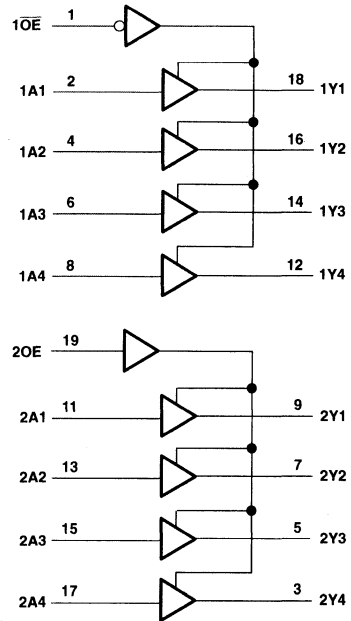 1O̅E̅ 1
1A1 2 18 1Y1
1A2 4 16 1Y2
1A3 6 14 1Y3
1A4 8 12 1Y4
2OE 19
2A1 11 9 2Y1
2A2 13 7 2Y2
2A3 15 5 2Y3
2A4 17 3 2Y4